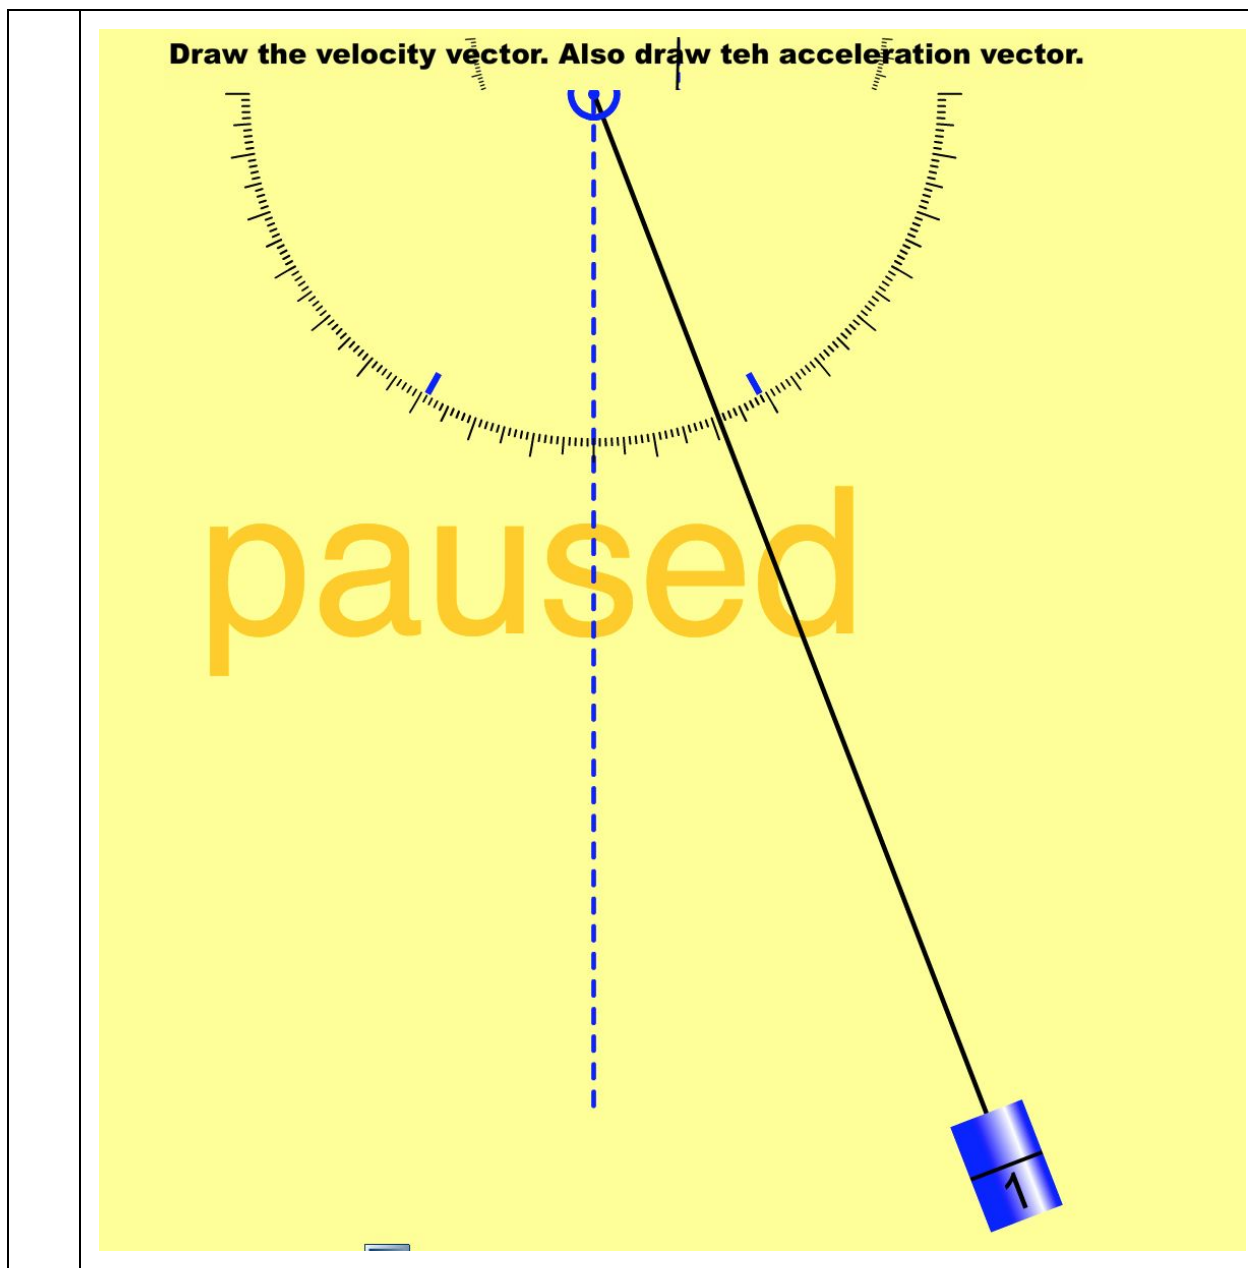 Draw the velocity vector. Also draw teh acceleration vector.
paused
1